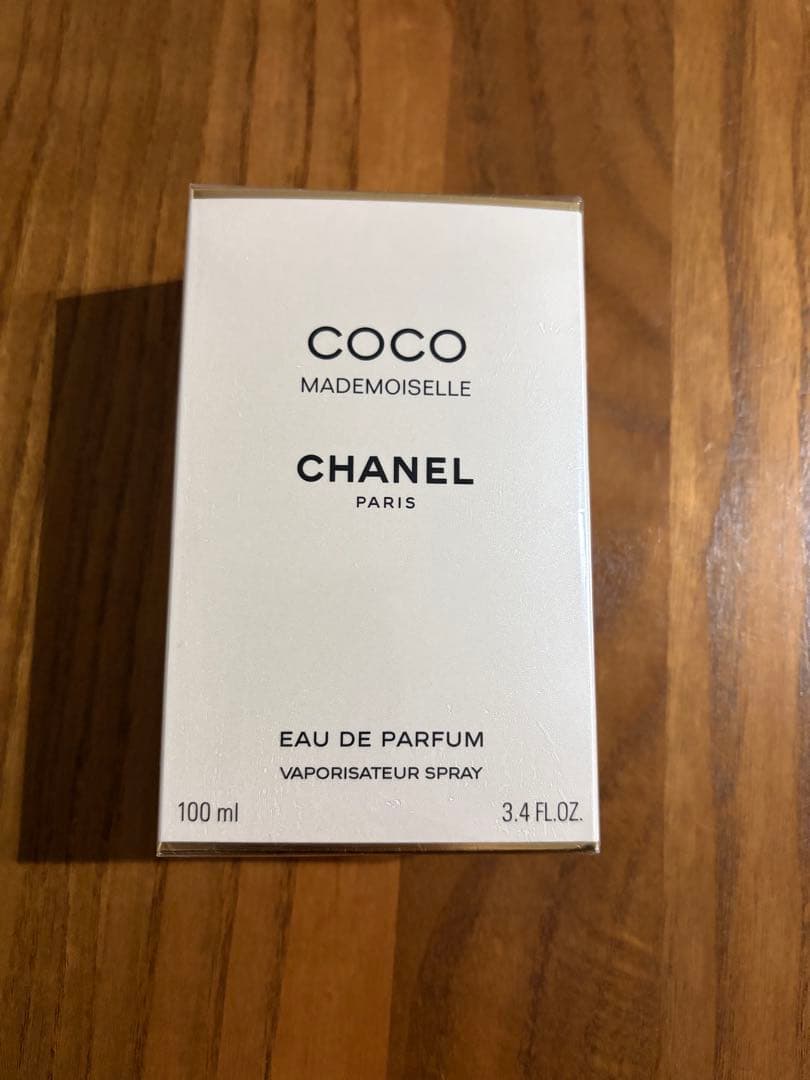 COCO
MADEMOISELLE
CHANEL
PARIS
EAU DE PARFUM
VAPORISATEUR SPRAY
100 ml 3.4 FL.OZ.